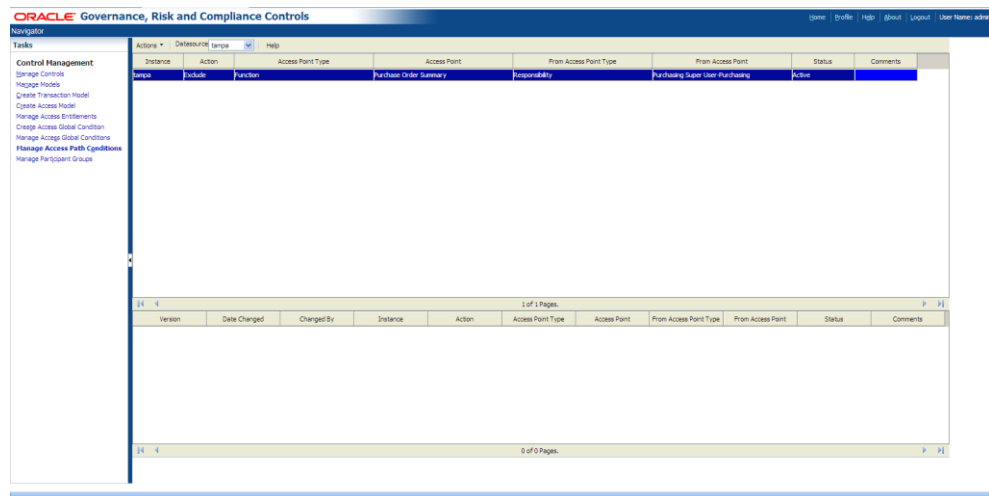 ORACLE Governance, Risk and Compliance Controls
Home Profile Help About Logout User Name: admi
Navigator
Tasks
Control Management
Manage Controls
Manage Models
Create Transaction Model
Create Access Model
Manage Access Entitlements
Create Access Global Condition
Manage Access Global Conditions
Manage Access Path Conditions
Manage Participant Groups
Actions Datasource tampa Help
Instance Action Access Point Type Access Point From Access Point Type From Access Point Status Comments
tampa Exclude Function Purchase Order Summary Responsibility Purchasing Super User-Purchasing Active
1 of 1 Pages.
Version Date Changed Changed By Instance Action Access Point Type Access Point From Access Point Type From Access Point Status Comments
0 of 0 Pages.